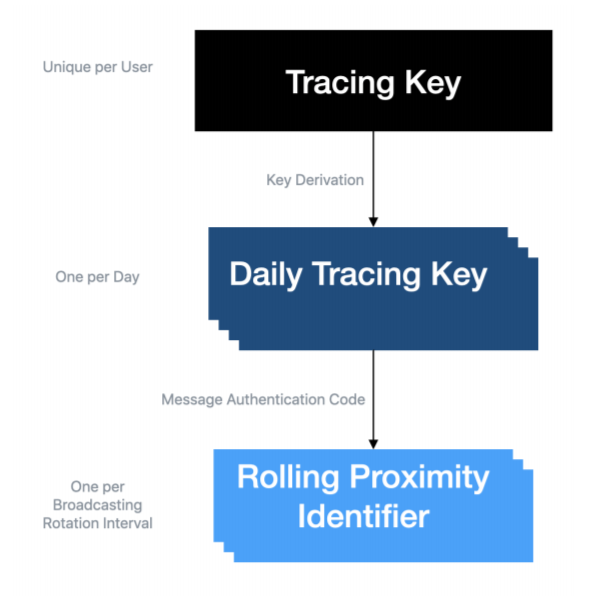 Unique per User
Tracing Key
Key Derivation
One per Day
Daily Tracing Key
Message Authentication Code
One per
Broadcasting
Rotation Interval
Rolling Proximity
Identifier